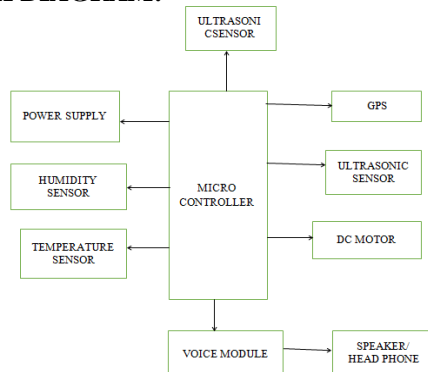 DIAGRAM:
ULTRASONI
CSENSOR
POWER SUPPLY
GPS
HUMIDITY
SENSOR
MICRO
CONTROLLER
ULTRASONIC
SENSOR
TEMPERATURE
SENSOR
DC MOTOR
VOICE MODULE
SPEAKER/
HEAD PHONE